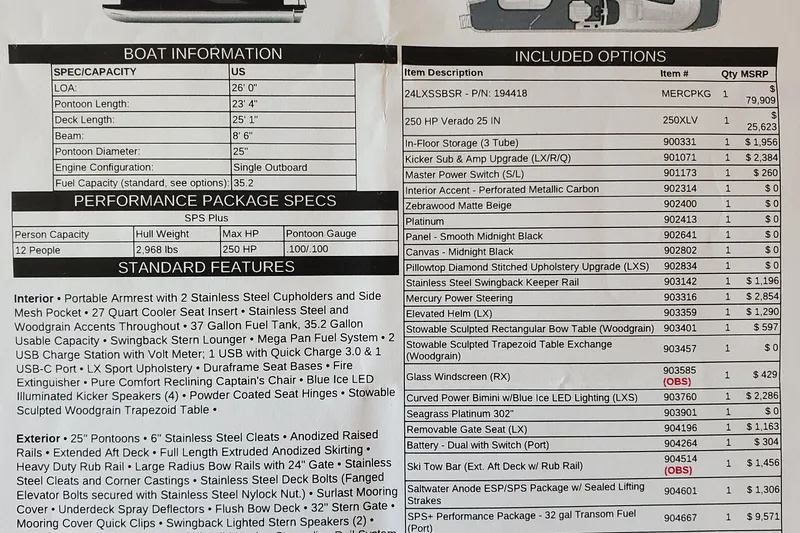 BOAT INFORMATION
SPEC/CAPACITY US
LOA: 26' 0"
Pontoon Length: 23' 4"
Deck Length: 25' 1"
Beam: 8' 6"
Pontoon Diameter: 25"
Engine Configuration: Single Outboard
Fuel Capacity (standard, see options): 35.2
PERFORMANCE PACKAGE SPECS
SPS Plus
Person Capacity Hull Weight Max HP Pontoon Gauge
12 People 2,968 lbs 250 HP .100/.100
STANDARD FEATURES
Interior • Portable Armrest with 2 Stainless Steel Cupholders and Side
Mesh Pocket • 27 Quart Cooler Seat Insert • Stainless Steel and
Woodgrain Accents Throughout • 37 Gallon Fuel Tank, 35.2 Gallon
Usable Capacity • Swingback Stern Lounger • Mega Pan Fuel System • 2
USB Charge Station with Volt Meter; 1 USB with Quick Charge 3.0 & 1
USB-C Port • LX Sport Upholstery • Duraframe Seat Bases • Fire
Extinguisher • Pure Comfort Reclining Captain's Chair • Blue Ice LED
Illuminated Kicker Speakers (4) • Powder Coated Seat Hinges • Stowable
Sculpted Woodgrain Trapezoid Table •
Exterior • 25" Pontoons • 6" Stainless Steel Cleats • Anodized Raised
Rails • Extended Aft Deck • Full Length Extruded Anodized Skirting •
Heavy Duty Rub Rail • Large Radius Bow Rails with 24" Gate • Stainless
Steel Cleats and Corner Castings • Stainless Steel Deck Bolts (Fanged
Elevator Bolts secured with Stainless Steel Nylock Nut.) • Surlast Mooring
Cover • Underdeck Spray Deflectors • Flush Bow Deck • 32" Stern Gate •
Mooring Cover Quick Clips • Swingback Lighted Stern Speakers (2) •
INCLUDED OPTIONS
Item Description Item # Qty MSRP
24LXSSBSR - P/N: 194418 MERCPKG 1 $ 79,909
250 HP Verado 25 IN 250XLV 1 $ 25,623
In-Floor Storage (3 Tube) 900331 1 $ 1,956
Kicker Sub & Amp Upgrade (LX/R/Q) 901071 1 $ 2,384
Master Power Switch (S/L) 901173 1 $ 260
Interior Accent - Perforated Metallic Carbon 902314 1 $ 0
Zebrawood Matte Beige 902400 1 $ 0
Platinum 902413 1 $ 0
Panel - Smooth Midnight Black 902641 1 $ 0
Canvas - Midnight Black 902802 1 $ 0
Pillowtop Diamond Stitched Upholstery Upgrade (LXS) 902834 1 $ 0
Stainless Steel Swingback Keeper Rail 903142 1 $ 1,196
Mercury Power Steering 903316 1 $ 2,854
Elevated Helm (LX) 903359 1 $ 1,290
Stowable Sculpted Rectangular Bow Table (Woodgrain) 903401 1 $ 597
Stowable Sculpted Trapezoid Table Exchange
(Woodgrain) 903457 1 $ 0
Glass Windscreen (RX) 903585 (OBS) 1 $ 429
Curved Power Bimini w/Blue Ice LED Lighting (LXS) 903760 1 $ 2,286
Seagrass Platinum 302" 903901 1 $ 0
Removable Gate Seat (LX) 904196 1 $ 1,163
Battery - Dual with Switch (Port) 904264 1 $ 304
Ski Tow Bar (Ext. Aft Deck w/ Rub Rail) 904514 (OBS) 1 $ 1,456
Saltwater Anode ESP/SPS Package w/ Sealed Lifting
Strakes 904601 1 $ 1,306
SPS+ Performance Package - 32 gal Transom Fuel
(Port) 904667 1 $ 9,571